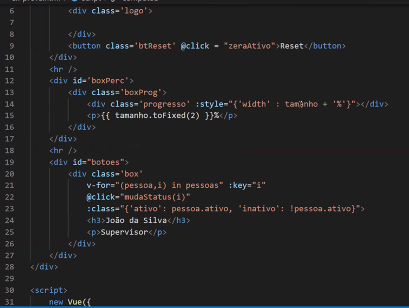 6 <div class='logo'>
7
8 </div>
9 <button class='btReset' @click = "zeraAtivo">Reset</button>
10 </div>
11 <hr />
12 <div id='boxPerc'>
13 <div class='boxProg'>
14 <div class='progresso' :style="{'width' : tamanho + '%'}"></div>
15 <p>{{ tamanho.toFixed(2) }}%</p>
16 </div>
17 </div>
18 <hr />
19 <div id="botoes">
20 <div class='box'
21 v-for="(pessoa,i) in pessoas" :key="i"
22 @click="mudaStatus(i)"
23 :class="{'ativo': pessoa.ativo, 'inativo': !pessoa.ativo}">
24 <h3>João da Silva</h3>
25 <p>Supervisor</p>
26 </div>
27 </div>
28 </div>
29
30 <script>
31 new Vue({